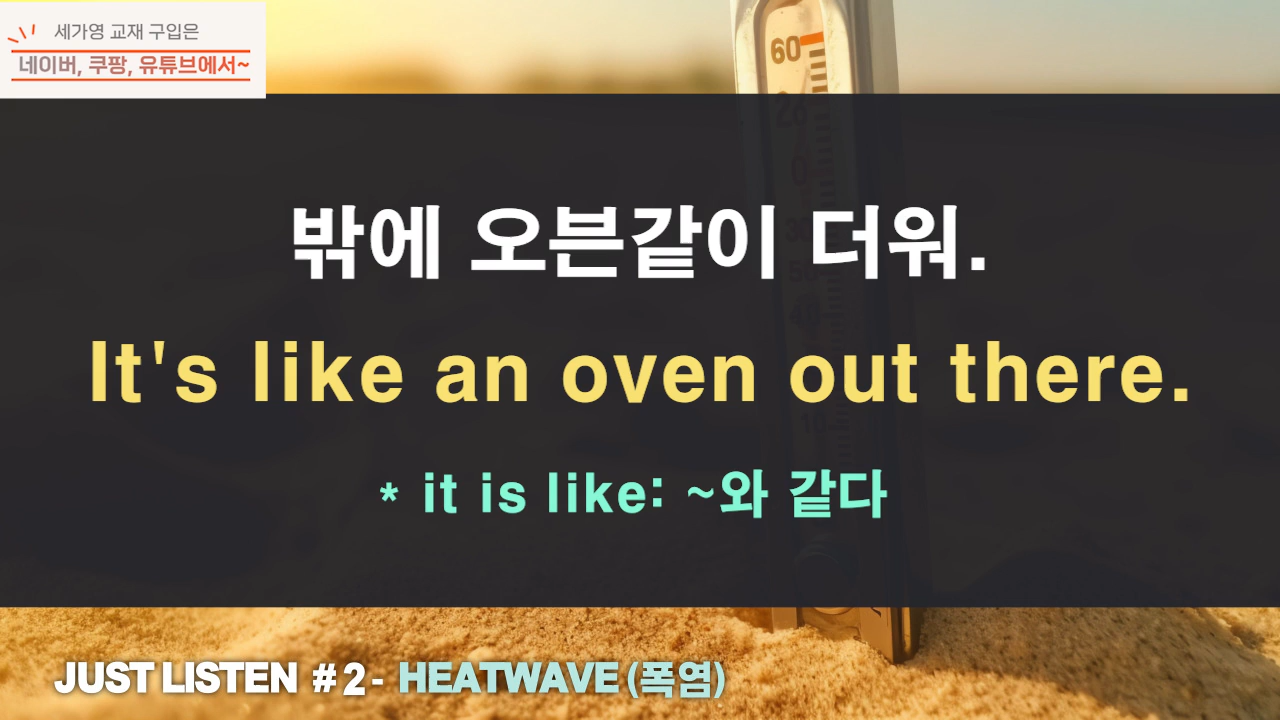 세가영 교재 구입은
네이버, 쿠팡, 유튜브에서~
60
밖에 오븐같이 더워.
It's like an oven out there.
* it is like: ~와 같다
JUST LISTEN #2 - HEATWAVE (폭염)